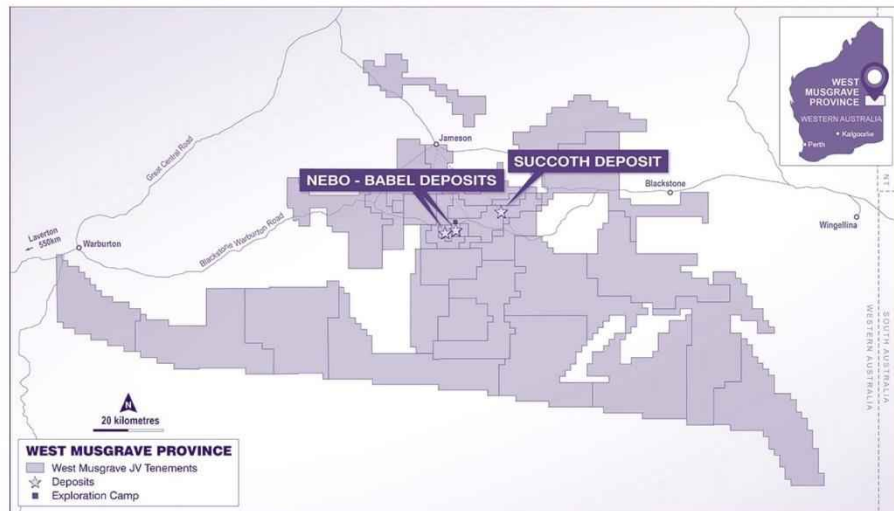 WEST
MUSGRAVE
PROVINCE
WESTERN AUSTRALIA
Kalgoorlie
Perth
Jameson
Great Central Road
SUCCOTH DEPOSIT
NEBO - BABEL DEPOSITS
NT
Blackstone
Wingellina
Laverton
550km
Warburton
Blackstone Warburton Road
WESTERN AUSTRALIA
SOUTH AUSTRALIA
N
20 kilometres
WEST MUSGRAVE PROVINCE
West Musgrave JV Tenements
Deposits
Exploration Camp